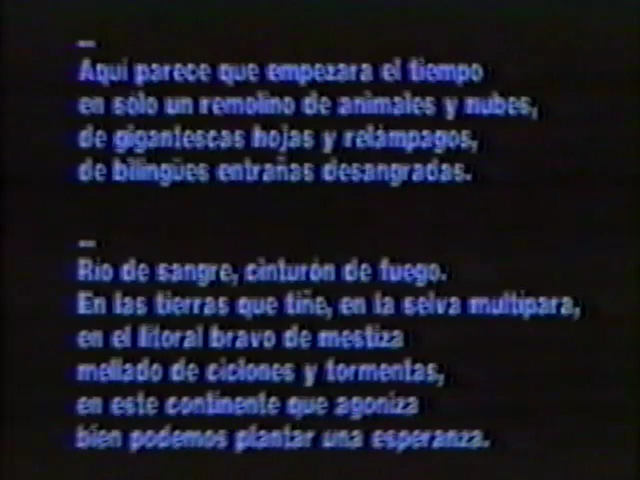 —
Aquí parece que empezara el tiempo
en sólo un remolino de animales y nubes,
de gigantescas hojas y relámpagos,
de bilingües entrañas desangradas.
—
Río de sangre, cinturón de fuego.
En las tierras que tiñe, en la selva multípara,
en el litoral bravo de mestiza
mellado de ciclones y tormentas,
en este continente que agoniza
bien podemos plantar una esperanza.